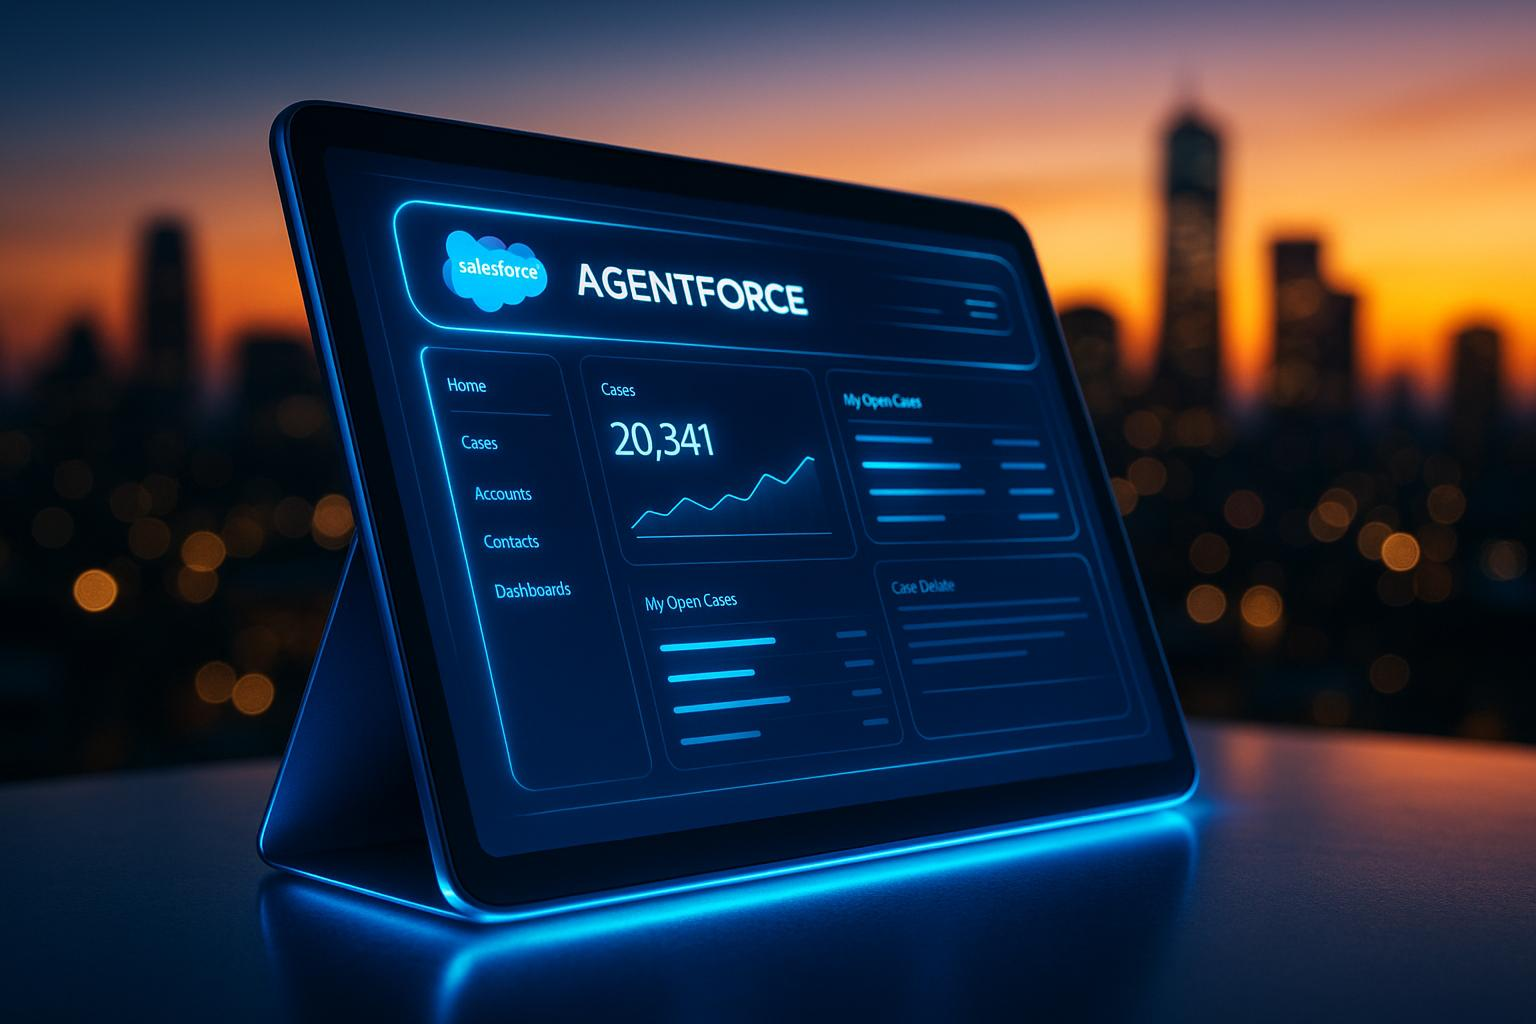 salesforce
AGENTFORCE
Home
Cases
Accounts
Contacts
Dashboards
Cases
20,341
My Open Cases
My Open Cases
Case Delate